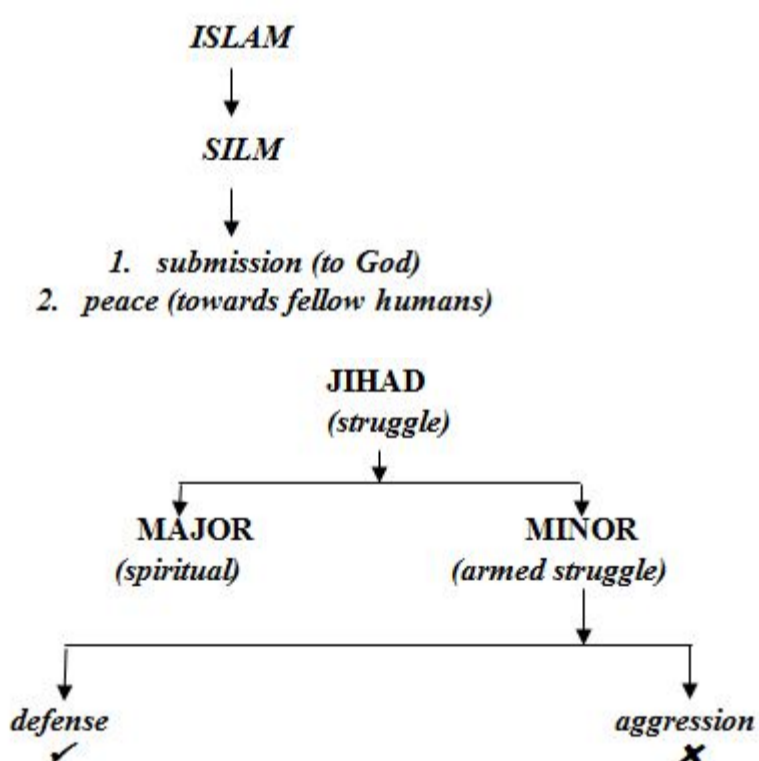 ISLAM
SILM
1. submission (to God)
2. peace (towards fellow humans)
JIHAD
(struggle)
MAJOR MINOR
(spiritual) (armed struggle)
defense aggression
✓ ✗